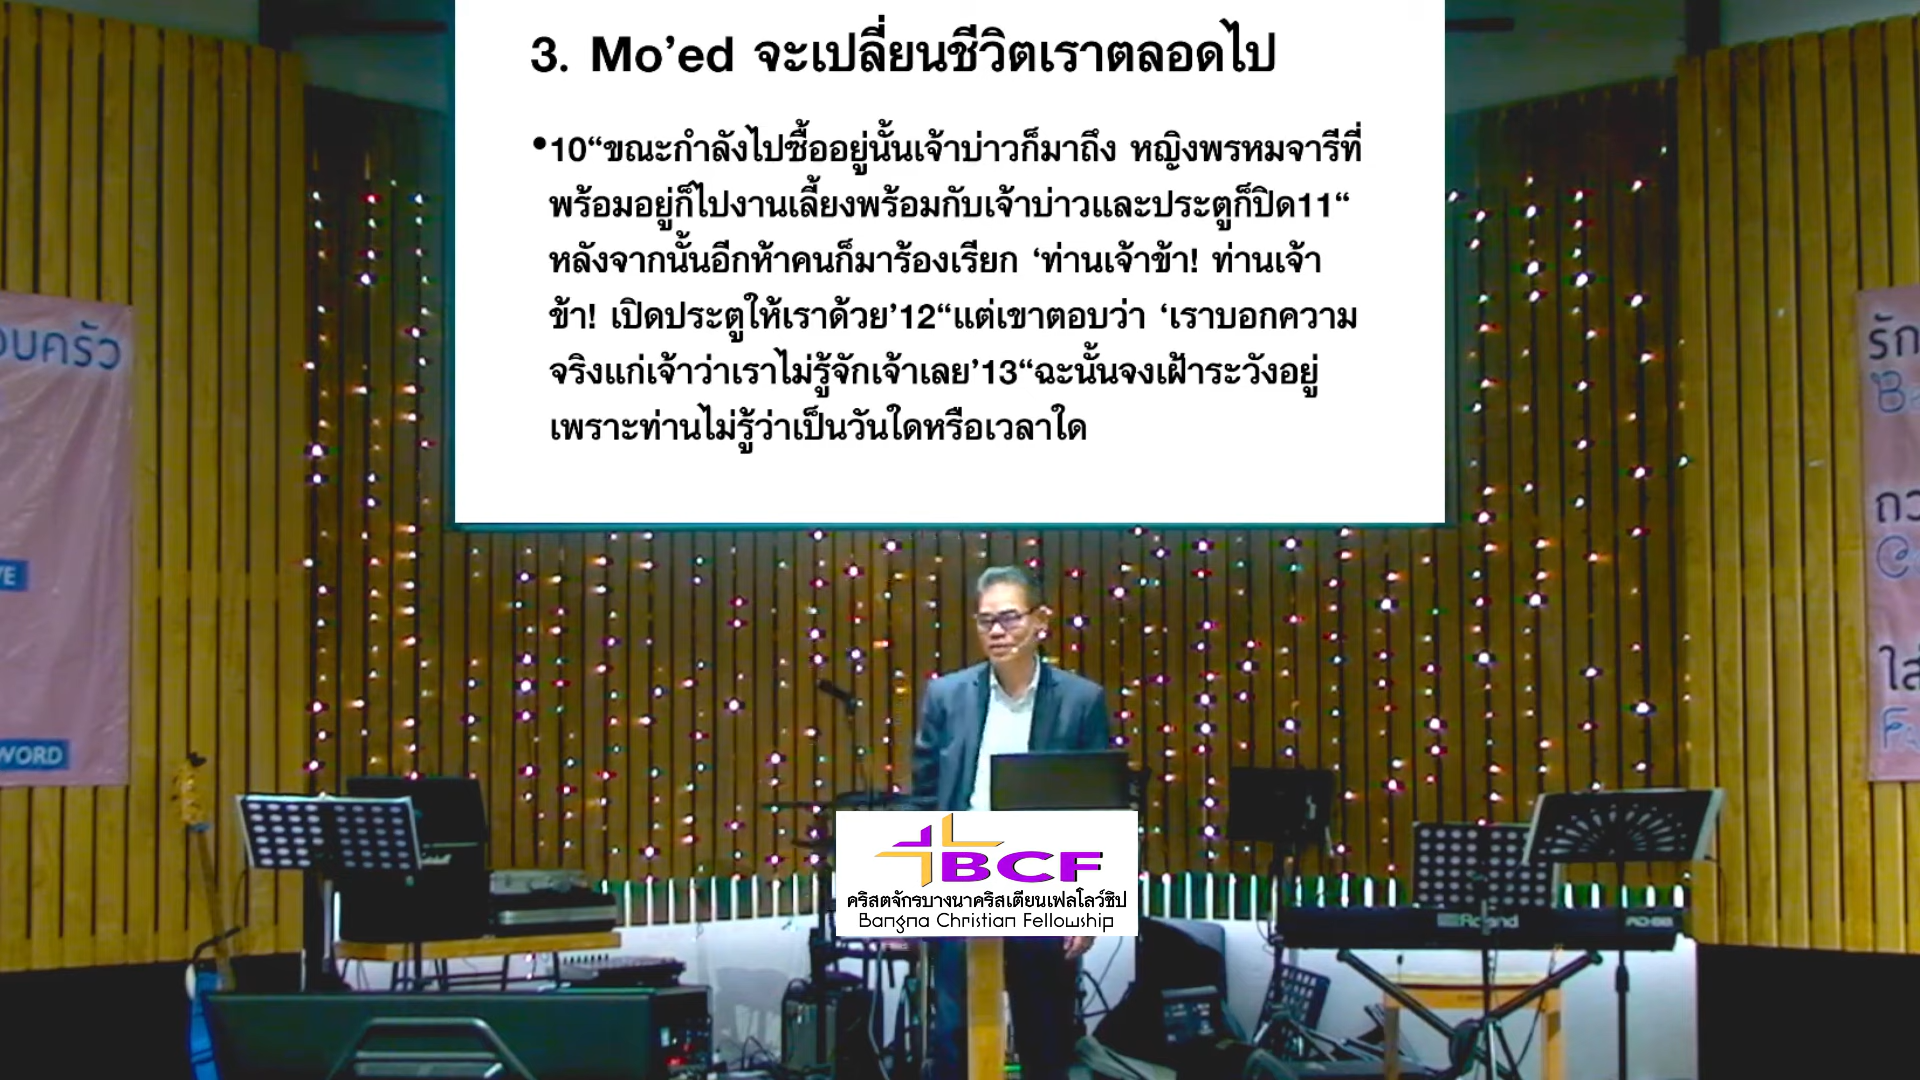 3. Mo’ed จะเปลี่ยนชีวิตเราตลอดไป
•10“ขณะกำลังไปซื้ออยู่นั้นเจ้าบ่าวก็มาถึง หญิงพรหมจารีที่
พร้อมอยู่ก็ไปงานเลี้ยงพร้อมกับเจ้าบ่าวและประตูก็ปิด11“
หลังจากนั้นอีกห้าคนก็มาร้องเรียก ‘ท่านเจ้าข้า! ท่านเจ้า
ข้า! เปิดประตูให้เราด้วย’12“แต่เขาตอบว่า ‘เราบอกความ
จริงแก่เจ้าว่าเราไม่รู้จักเจ้าเลย’13“ฉะนั้นจงเฝ้าระวังอยู่
เพราะท่านไม่รู้ว่าเป็นวันใดหรือเวลาใด
รัก
WORD
BCF
คริสตจักรบางนาคริสเตียนเฟลโลว์ชิป
Bangna Christian Fellowship
Roland